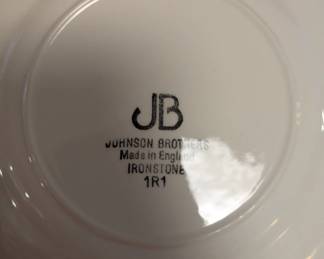 JB
JOHNSON BROTHERS
Made in England
IRONSTONE
1R1